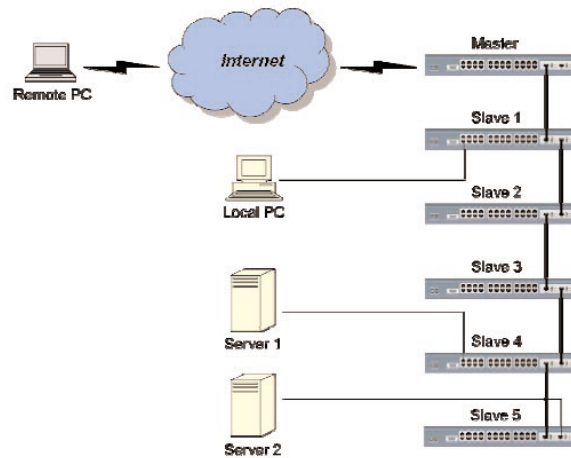 Internet
Master
Remote PC
Slave 1
Local PC
Slave 2
Slave 3
Server 1
Slave 4
Server 2
Slave 5